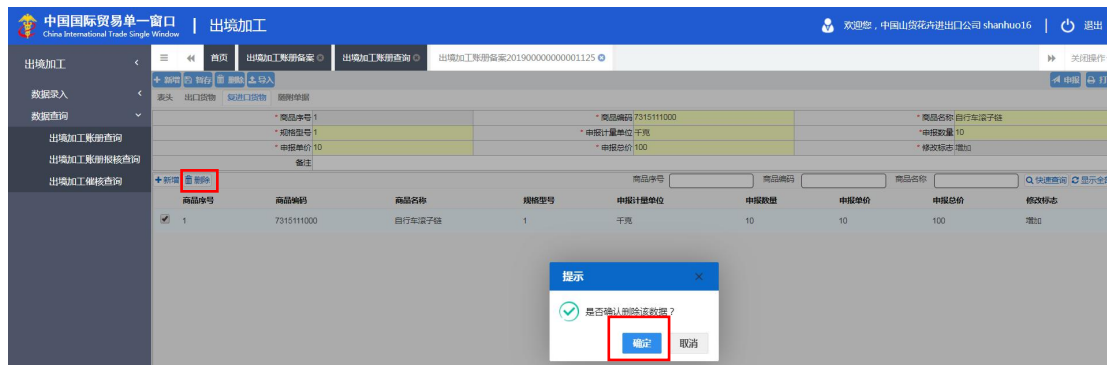 中国国际贸易单一窗口 | 出境加工
China International Trade Single Window
欢迎您，中国山货花卉进出口公司 shanhuo16 | 退出
出境加工
首页 出境加工账册备案 出境加工账册查询 出境加工账册备案201900000000001125 关闭操作
新增 暂存 删除 导入 申报
数据录入
表头 出口货物 复进口货物 随附单据
数据查询
* 商品序号 1 * 商品编码 7315111000 * 商品名称 自行车滚子链
* 规格型号 1 * 申报计量单位 千克 *申报数量 10
* 申报单价 10 * 申报总价 100 * 修改标志 增加
备注
出境加工账册查询
出境加工账册报核查询
出境加工催核查询
新增 删除 商品序号 商品编码 商品名称 快速查询 显示全
商品序号 商品编码 商品名称 规格型号 申报计量单位 申报数量 申报单价 申报总价 修改标志
1 7315111000 自行车滚子链 1 千克 10 10 100 增加
提示
是否确认删除该数据？
确定 取消